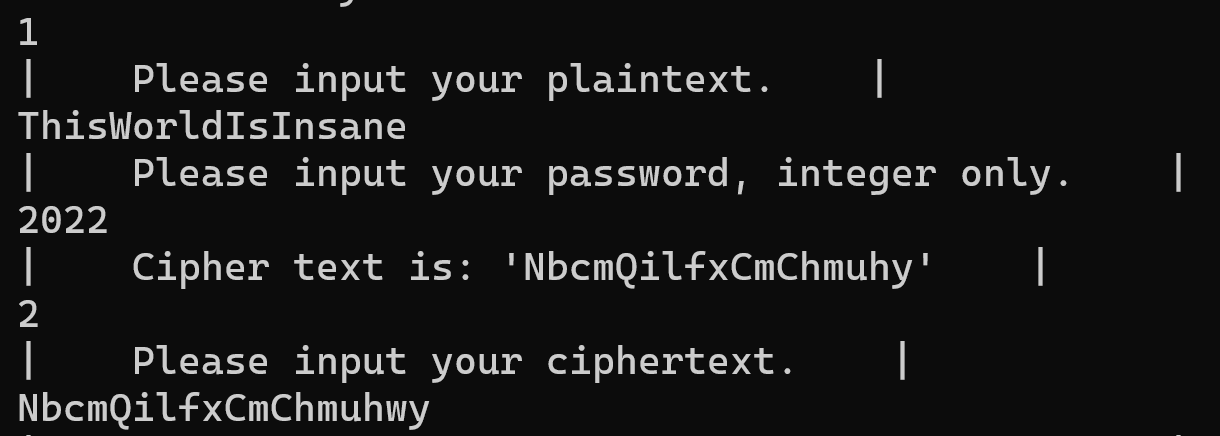 1
|    Please input your plaintext.    |
ThisWorldIsInsane
|    Please input your password, integer only.    |
2022
|    Cipher text is: 'NbcmQilfxCmChmuhy'    |
2
|    Please input your ciphertext.    |
NbcmQilfxCmChmuhwy